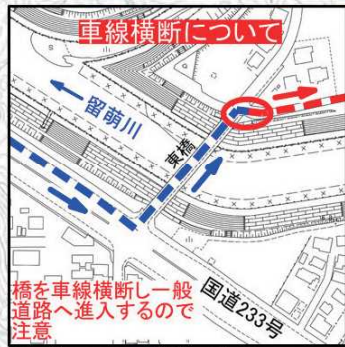 車線横断について
留萌川
東橋
国道233号
橋を車線横断し一般
道路へ進入するので
注意